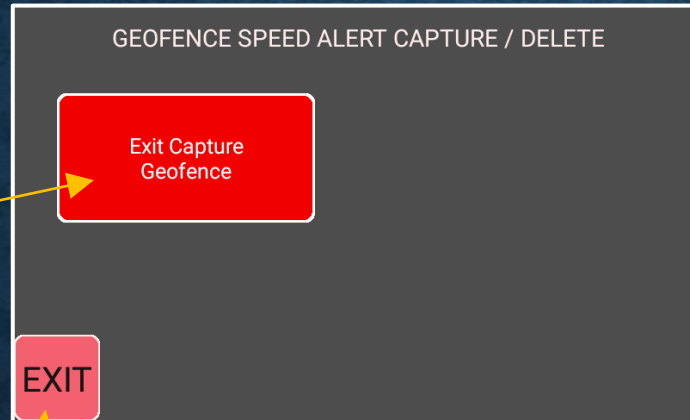 GEOFENCE SPEED ALERT CAPTURE / DELETE
Exit Capture
Geofence
EXIT